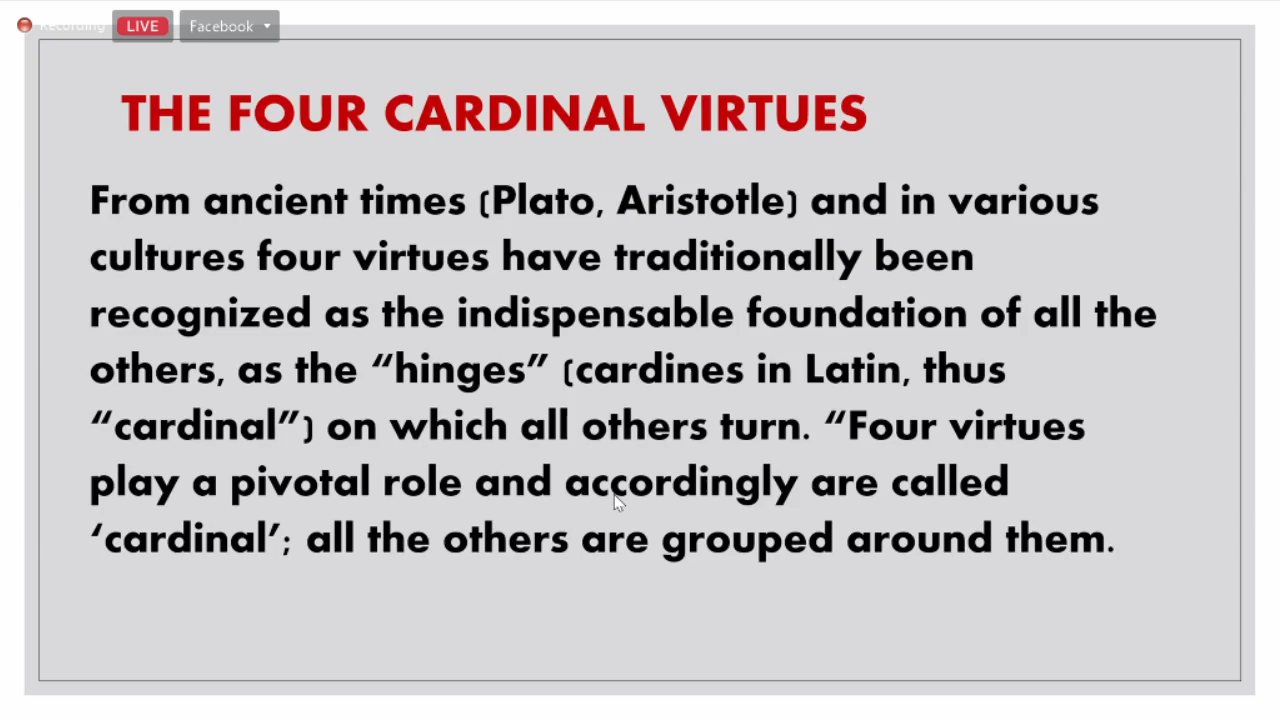 Recording LIVE Facebook
THE FOUR CARDINAL VIRTUES
From ancient times (Plato, Aristotle) and in various
cultures four virtues have traditionally been
recognized as the indispensable foundation of all the
others, as the “hinges” (cardines in Latin, thus
“cardinal”) on which all others turn. “Four virtues
play a pivotal role and accordingly are called
‘cardinal’; all the others are grouped around them.